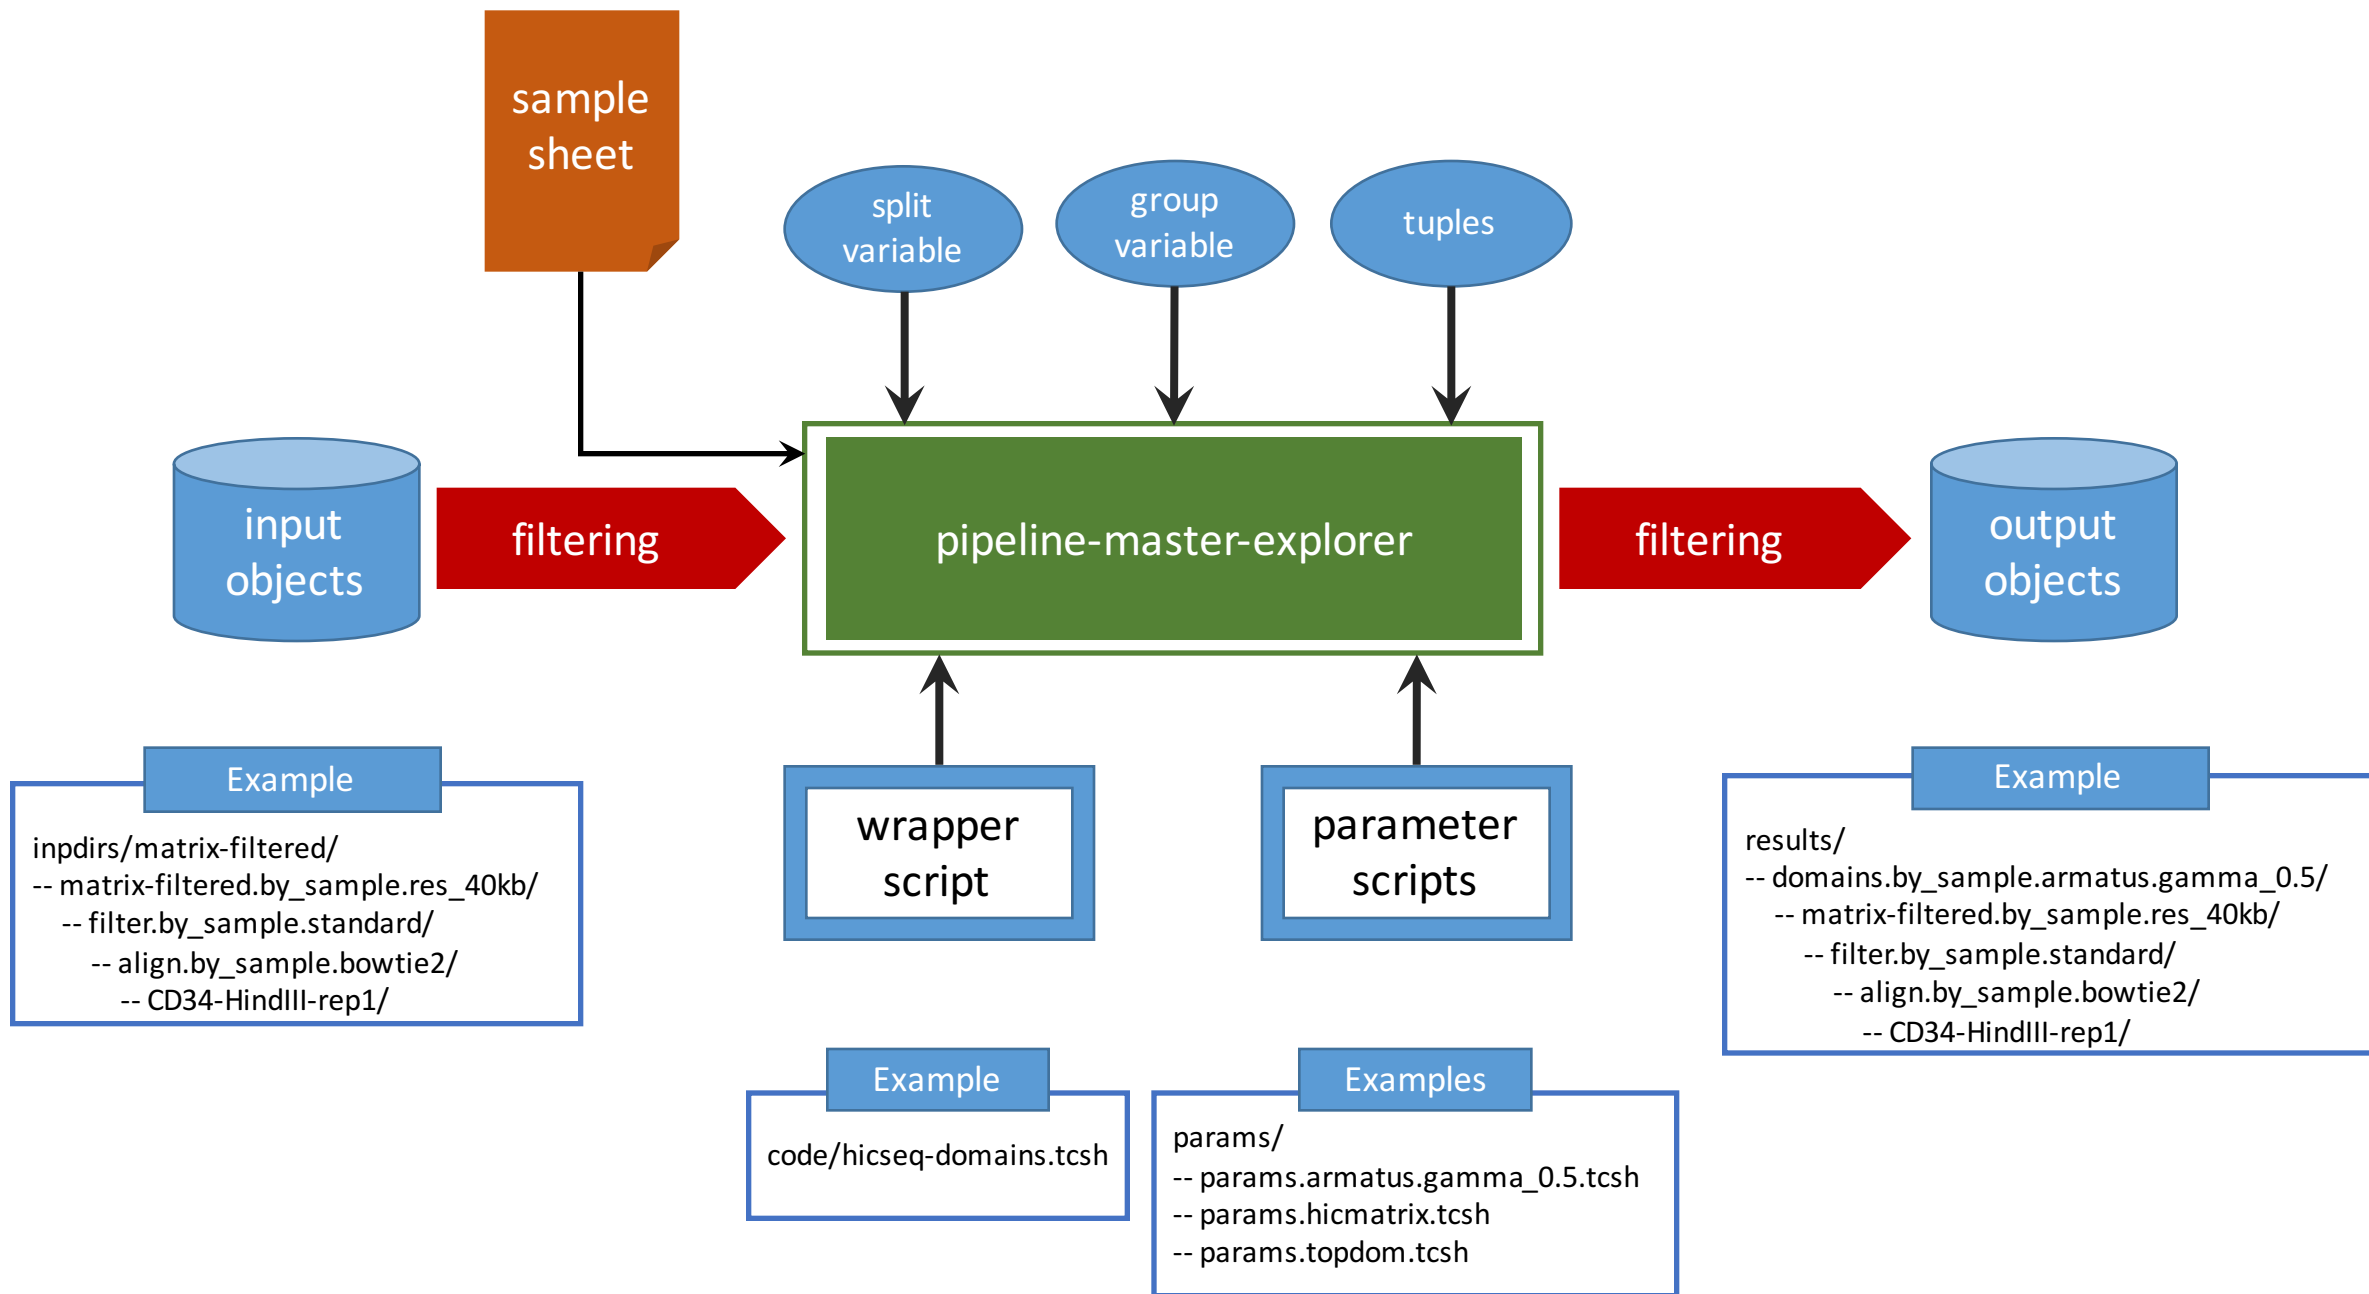 sample
sheet
split
variable
group
variable
tuples
input
objects
filtering
pipeline-master-explorer
filtering
output
objects
Example
inpdirs/matrix-filtered/
-- matrix-filtered.by_sample.res_40kb/
-- filter.by_sample.standard/
-- align.by_sample.bowtie2/
-- CD34-HindIII-rep1/
wrapper
script
parameter
scripts
Example
results/
-- domains.by_sample.armatus.gamma_0.5/
-- matrix-filtered.by_sample.res_40kb/
-- filter.by_sample.standard/
-- align.by_sample.bowtie2/
-- CD34-HindIII-rep1/
Example
code/hicseq-domains.tcsh
Examples
params/
-- params.armatus.gamma_0.5.tcsh
-- params.hicmatrix.tcsh
-- params.topdom.tcsh